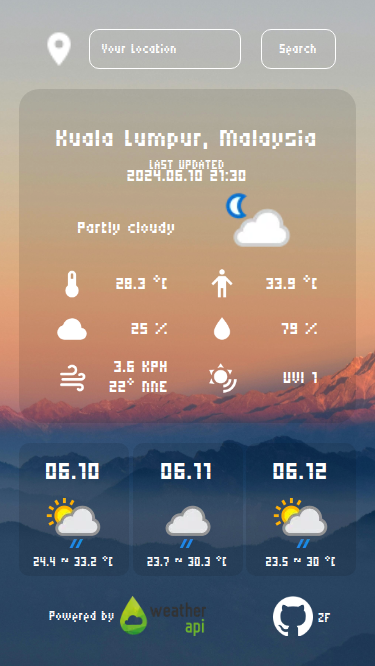 Your Location
Search
Kuala Lumpur, Malaysia
LAST UPDATED
2024.06.10 21:30
Partly cloudy
28.3 °C
33.9 °C
25 %
79 %
3.6 KPH
22° NNE
UVI 1
06.10
06.11
06.12
24.4 ~ 33.2 °C
23.7 ~ 30.3 °C
23.5 ~ 30 °C
Powered by
weather
api
ZF